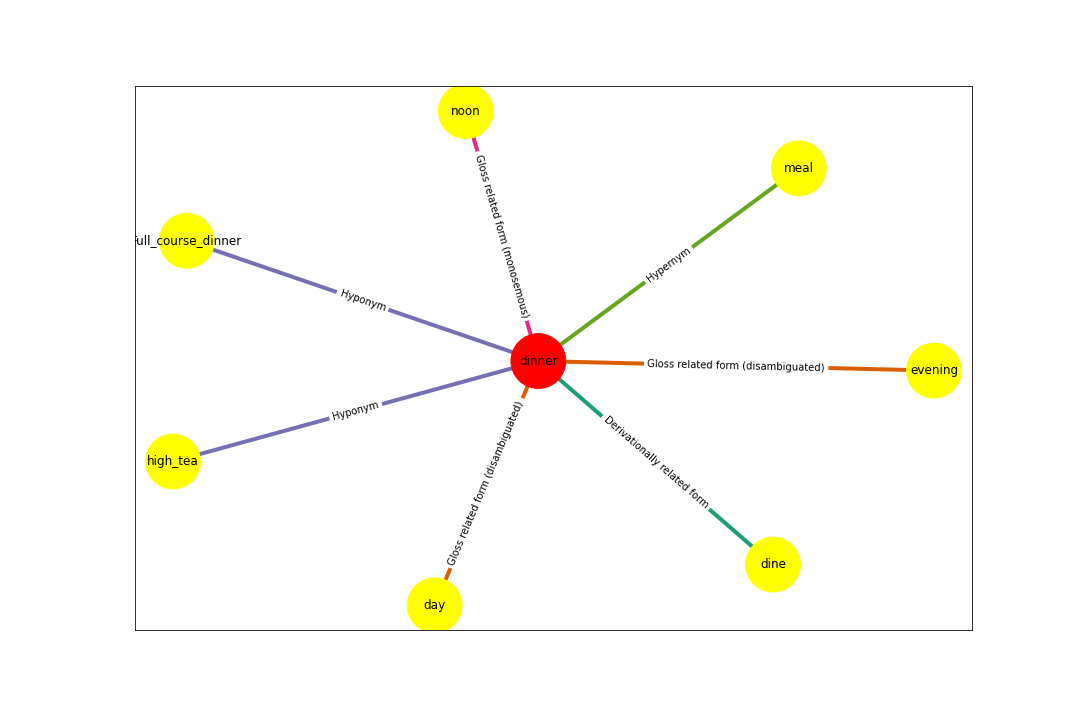 noon
meal
Gloss related form (monosemous)
full_course_dinner
Hypernym
Hyponym
dinner
Gloss related form (disambiguated)
evening
Hyponym
high_tea
Gloss related form (disambiguated)
Derivationally related form
dine
day